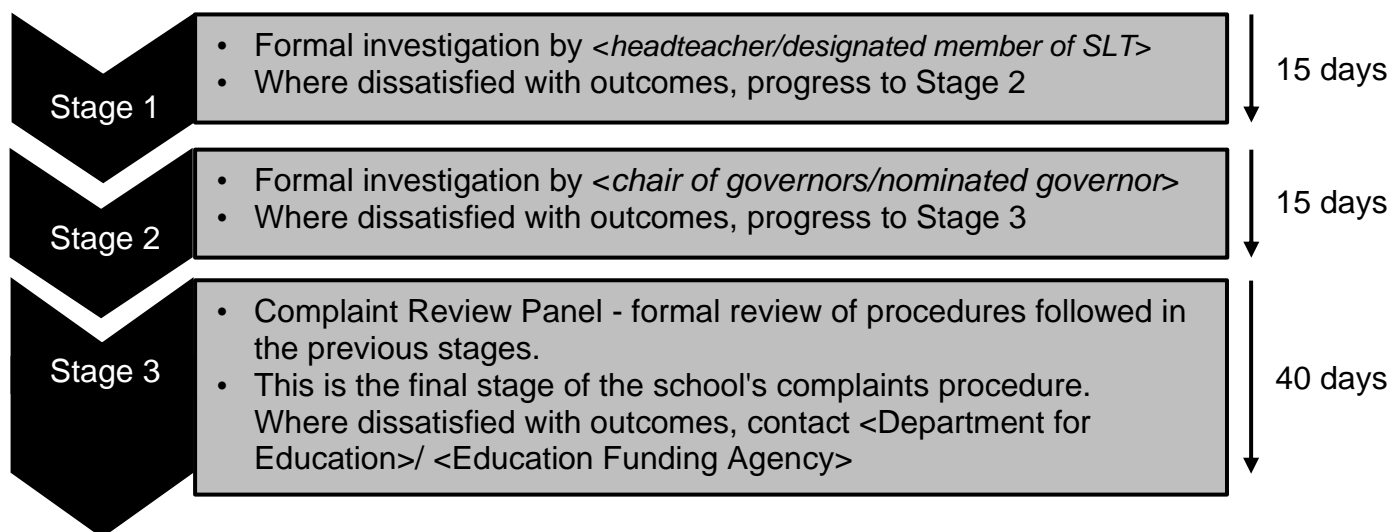 Stage 1
• Formal investigation by <headteacher/designated member of SLT>
• Where dissatisfied with outcomes, progress to Stage 2
15 days
Stage 2
• Formal investigation by <chair of governors/nominated governor>
• Where dissatisfied with outcomes, progress to Stage 3
15 days
Stage 3
• Complaint Review Panel - formal review of procedures followed in
the previous stages.
• This is the final stage of the school's complaints procedure.
Where dissatisfied with outcomes, contact <Department for
Education>/ <Education Funding Agency>
40 days